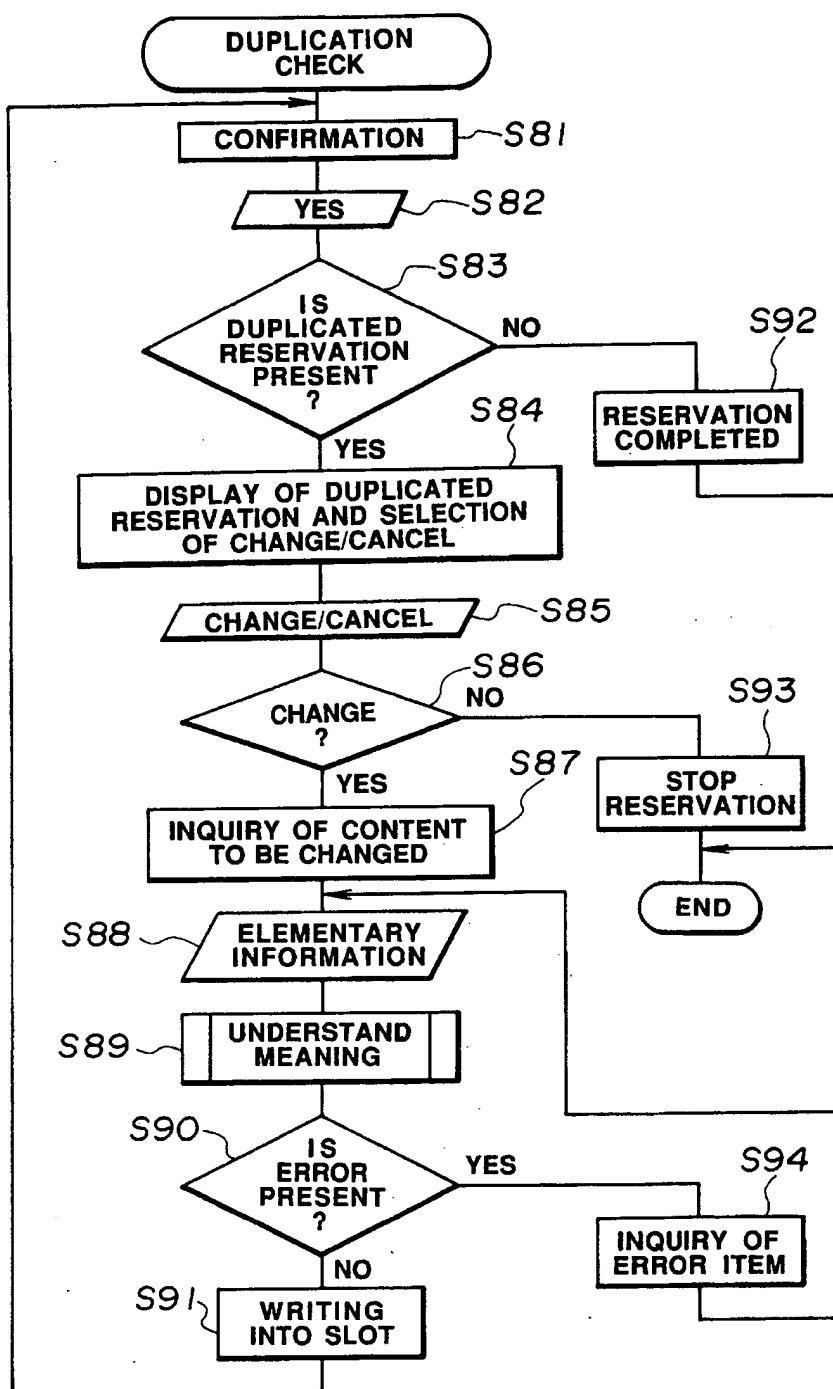 DUPLICATION
CHECK
CONFIRMATION
S81
YES
S82
S83
IS
DUPLICATED
RESERVATION
PRESENT
?
NO
S92
RESERVATION
COMPLETED
YES
S84
DISPLAY OF DUPLICATED
RESERVATION AND SELECTION
OF CHANGE/CANCEL
CHANGE/CANCEL
S85
S86
CHANGE
?
NO
S93
STOP
RESERVATION
END
YES
S87
INQUIRY OF CONTENT
TO BE CHANGED
S88
ELEMENTARY
INFORMATION
S89
UNDERSTAND
MEANING
S90
IS
ERROR
PRESENT
?
YES
S94
INQUIRY OF
ERROR ITEM
NO
S91
WRITING
INTO SLOT